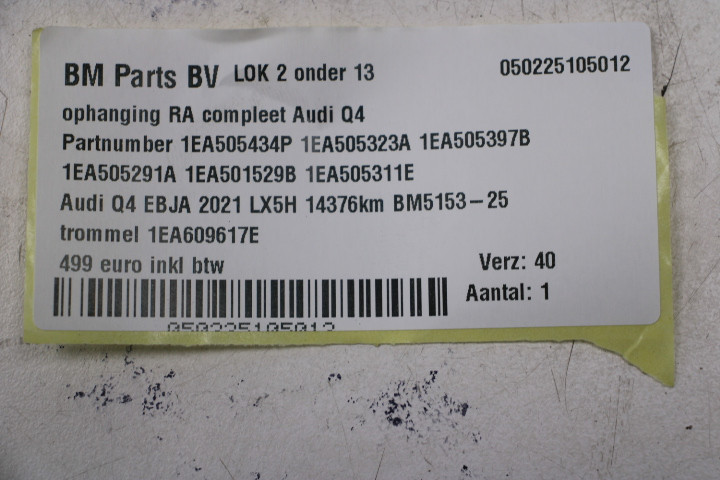 BM Parts BV LOK 2 onder 13 050225105012
ophanging RA compleet Audi Q4
Partnumber 1EA505434P 1EA505323A 1EA505397B
1EA505291A 1EA501529B 1EA505311E
Audi Q4 EBJA 2021 LX5H 14376km BM5153-25
trommel 1EA609617E
499 euro inkl btw Verz: 40
Aantal: 1
050225105012